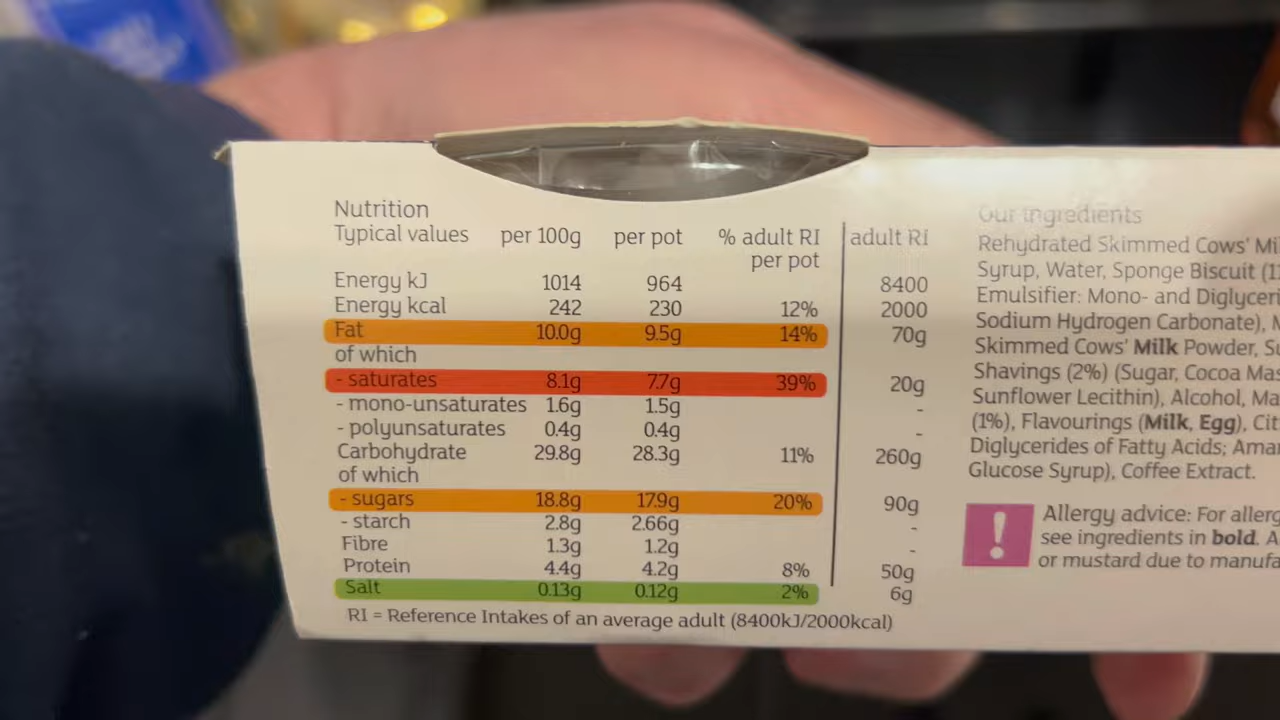 Nutrition
Typical values per 100g per pot % adult RI per pot adult RI
Energy kJ 1014 964 8400
Energy kcal 242 230 12% 2000
Fat 10.0g 9.5g 14% 70g
of which
- saturates 8.1g 7.7g 39% 20g
- mono-unsaturates 1.6g 1.5g -
- polyunsaturates 0.4g 0.4g -
Carbohydrate 29.8g 28.3g 11% 260g
of which
- sugars 18.8g 17.9g 20% 90g
- starch 2.8g 2.66g -
Fibre 1.3g 1.2g -
Protein 4.4g 4.2g 8% 50g
Salt 0.13g 0.12g 2% 6g
RI = Reference Intakes of an average adult (8400kJ/2000kcal)
Our ingredients
Rehydrated Skimmed Cows'
Syrup, Water, Sponge Biscuit
Emulsifier: Mono- and
Sodium Hydrogen Carbonate),
Skimmed Cows' Milk Powder,
Shavings (2%) (Sugar, Cocoa
Sunflower Lecithin), Alcohol,
(1%), Flavourings (Milk, Egg),
Diglycerides of Fatty Acids;
Glucose Syrup), Coffee Extract.
!
Allergy advice: For
see ingredients in bold.
or mustard due to